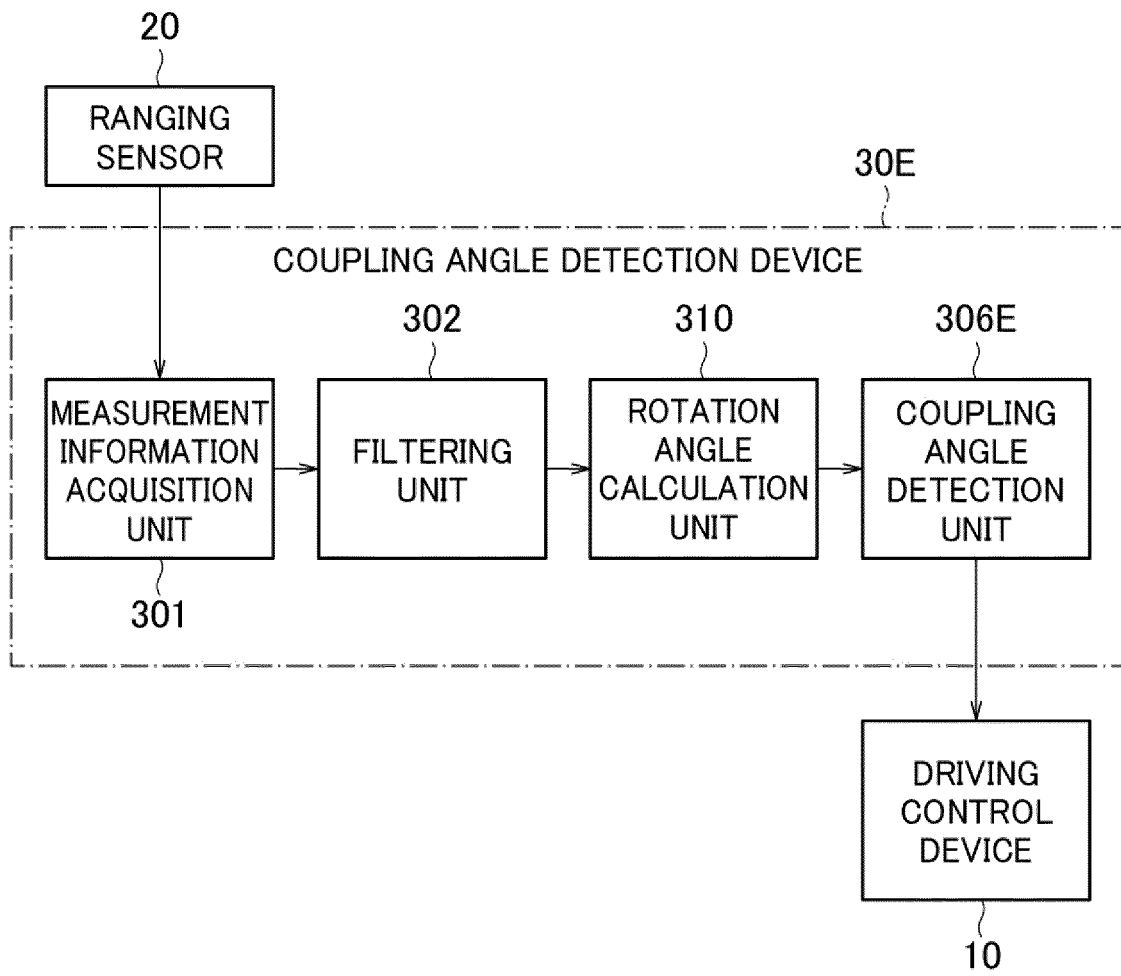 20
RANGING
SENSOR
30E
COUPLING ANGLE DETECTION DEVICE
302
310
306E
MEASUREMENT
INFORMATION
ACQUISITION
UNIT
FILTERING
UNIT
ROTATION
ANGLE
CALCULATION
UNIT
COUPLING
ANGLE
DETECTION
UNIT
301
DRIVING
CONTROL
DEVICE
10